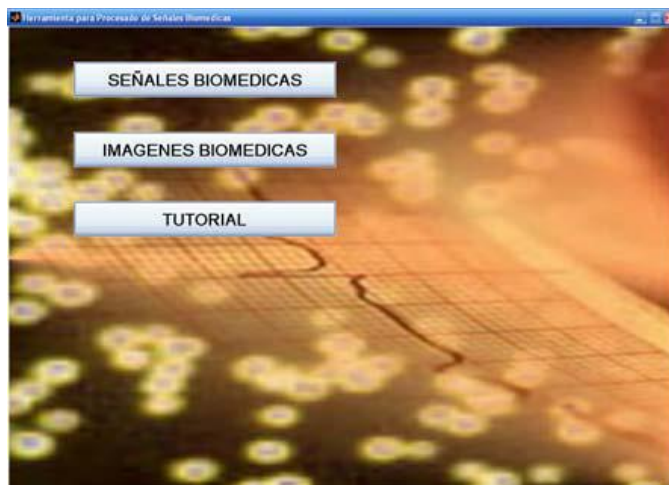 Herramienta para Procesado de Señales Biomedicas
SEÑALES BIOMEDICAS
IMAGENES BIOMEDICAS
TUTORIAL